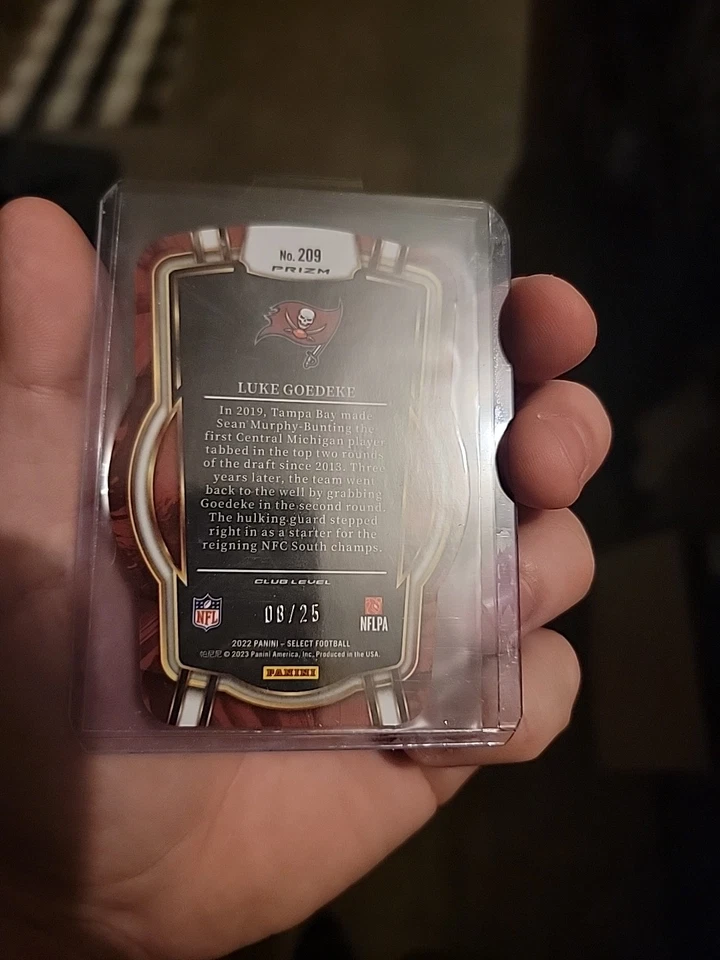 No. 209
PRIZM
LUKE GOEDEKE
In 2019, Tampa Bay made
Sean Murphy-Bunting the
first Central Michigan player
tabbed in the top two rounds
of the draft since 2013. Three
years later, the team went
back to the well by grabbing
Goedeke in the second round.
The hulking guard stepped
right in as a starter for the
reigning NFC South champs.
CLUB LEVEL
NFL
08/25
NFLPA
2022 PANINI – SELECT FOOTBALL
帕尼尼 © 2023 Panini America, Inc. Produced in the USA.
PANINI